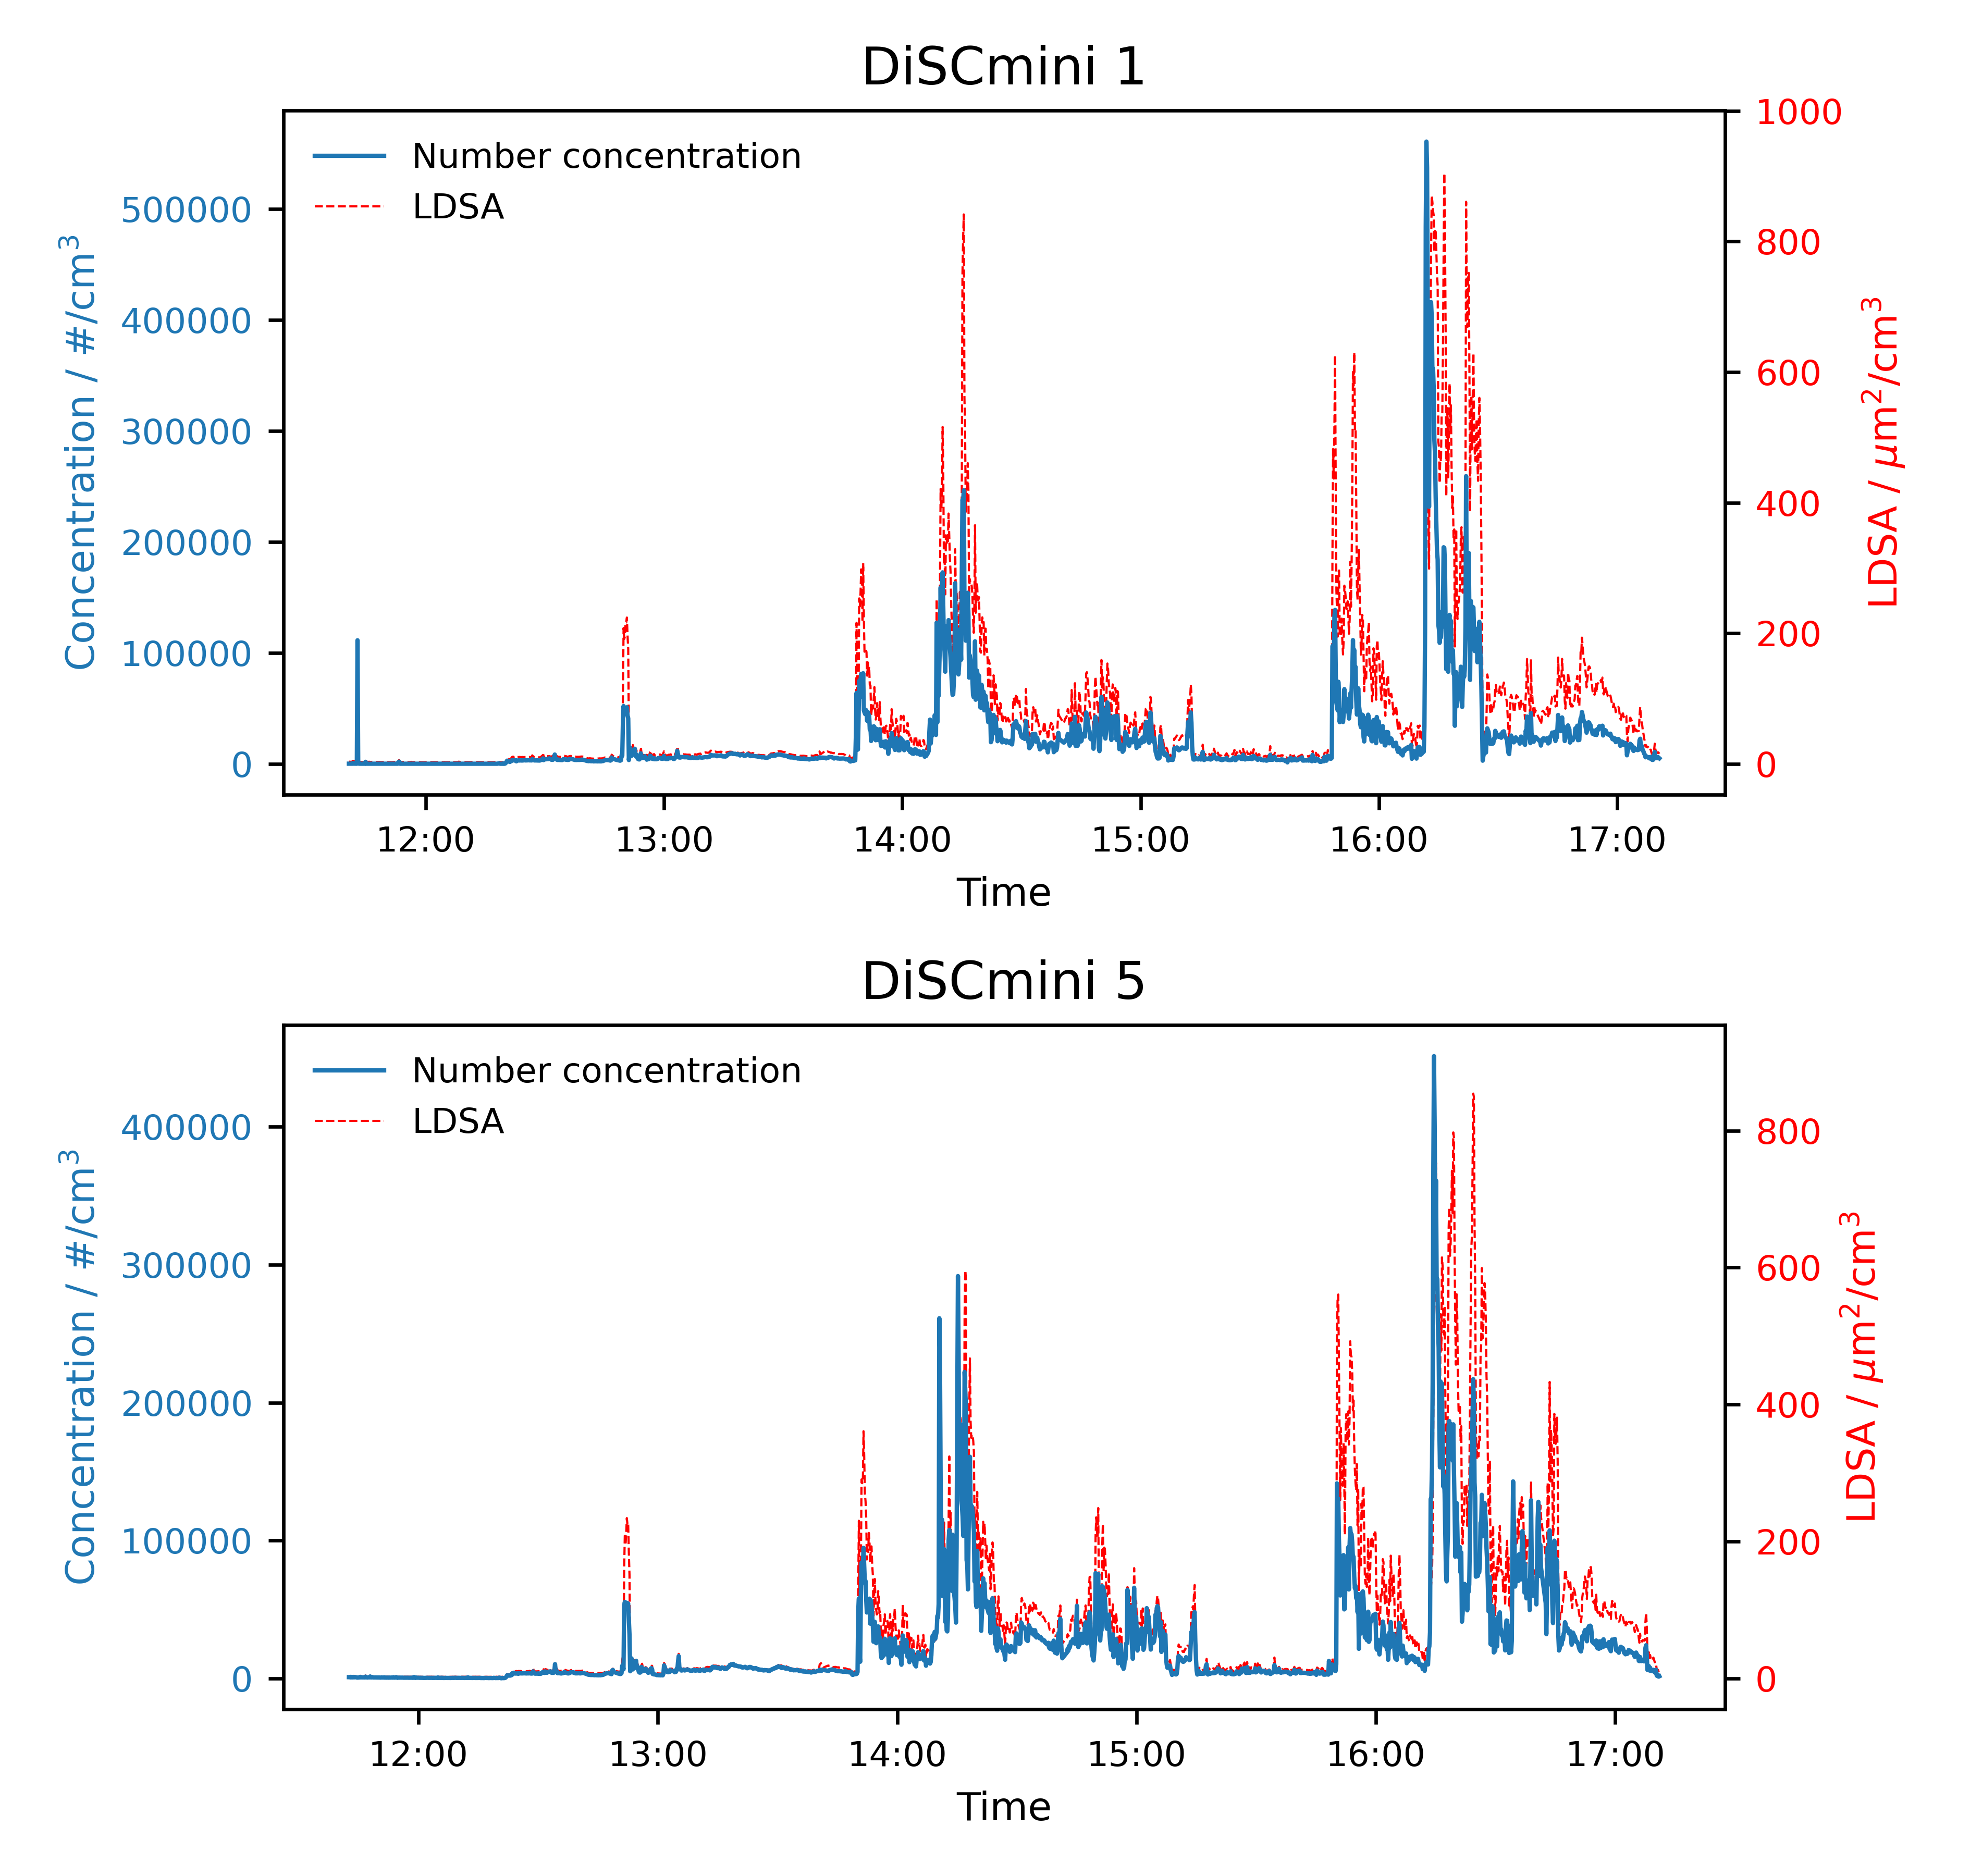 DiSCmini 1
Number concentration
LDSA
Concentration / #/cm³
500000
400000
300000
200000
100000
0
LDSA / μm²/cm³
1000
800
600
400
200
0
12:00 13:00 14:00 15:00 16:00 17:00
Time
DiSCmini 5
Number concentration
LDSA
Concentration / #/cm³
400000
300000
200000
100000
0
LDSA / μm²/cm³
800
600
400
200
0
12:00 13:00 14:00 15:00 16:00 17:00
Time